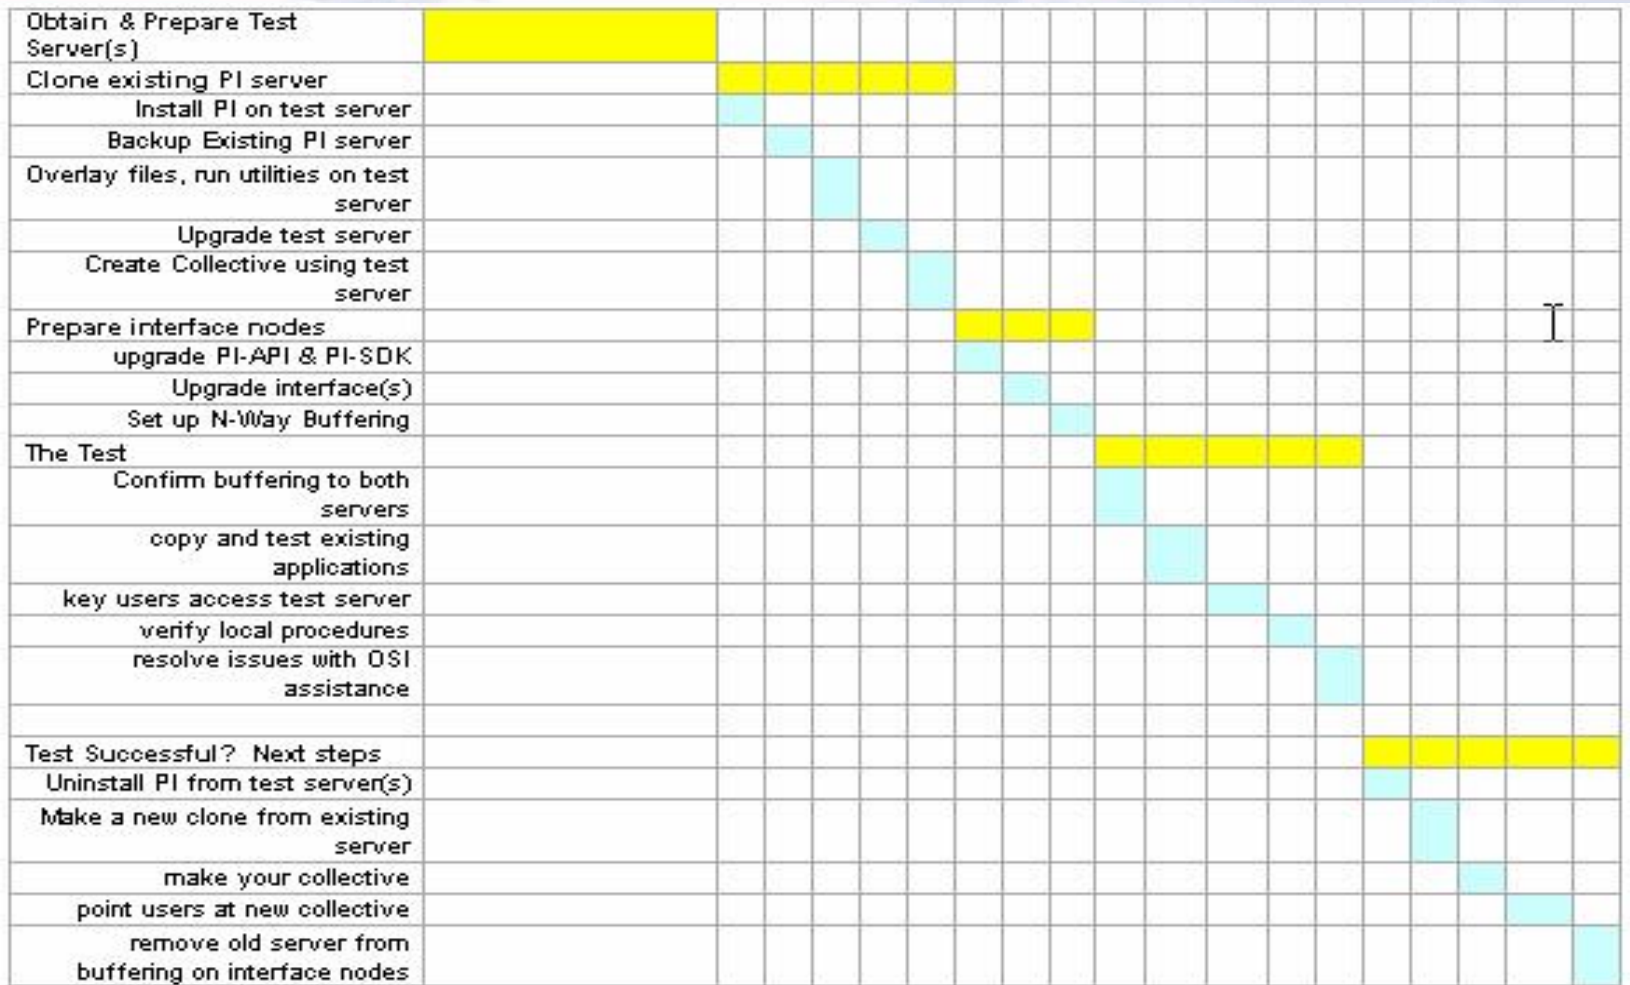 Obtain & Prepare Test
Server(s)
Clone existing PI server
Install PI on test server
Backup Existing PI server
Overlay files, run utilities on test
server
Upgrade test server
Create Collective using test
server
Prepare interface nodes
upgrade PI-API & PI-SDK
Upgrade interface(s)
Set up N-Way Buffering
The Test
Confirm buffering to both
servers
copy and test existing
applications
key users access test server
verify local procedures
resolve issues with OSI
assistance
Test Successful? Next steps
Uninstall PI from test server(s)
Make a new clone from existing
server
make your collective
point users at new collective
remove old server from
buffering on interface nodes